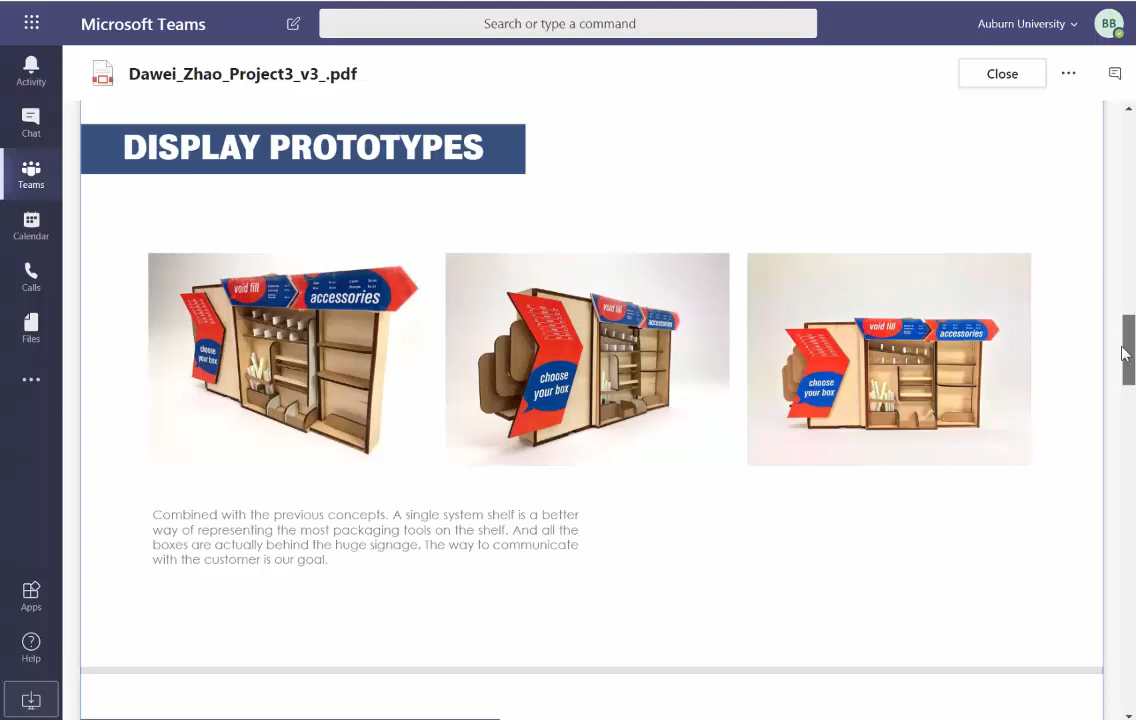 Microsoft Teams
Search or type a command
Auburn University
BB
Activity
Chat
Teams
Calendar
Calls
Files
Apps
Help
Dawei_Zhao_Project3_v3_.pdf
Close
DISPLAY PROTOTYPES
void fill
accessories
choose
your box
void fill
accessories
choose
your box
void fill
accessories
choose
your box
Combined with the previous concepts. A single system shelf is a better
way of representing the most packaging tools on the shelf. And all the
boxes are actually behind the huge signage. The way to communicate
with the customer is our goal.